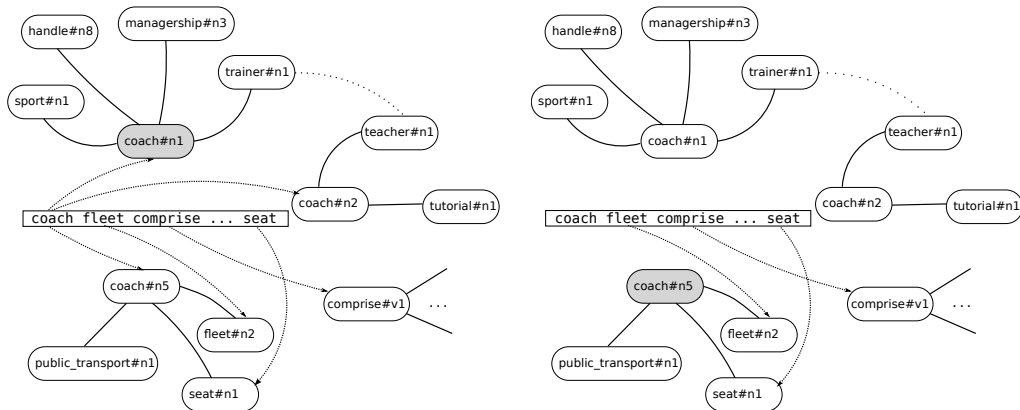 managership#n3
handle#n8
trainer#n1
sport#n1
coach#n1
teacher#n1
coach#n2
tutorial#n1
coach fleet comprise ... seat
coach#n5
comprise#v1
...
fleet#n2
public_transport#n1
seat#n1
managership#n3
handle#n8
trainer#n1
sport#n1
coach#n1
teacher#n1
coach#n2
tutorial#n1
coach fleet comprise ... seat
coach#n5
comprise#v1
...
fleet#n2
public_transport#n1
seat#n1